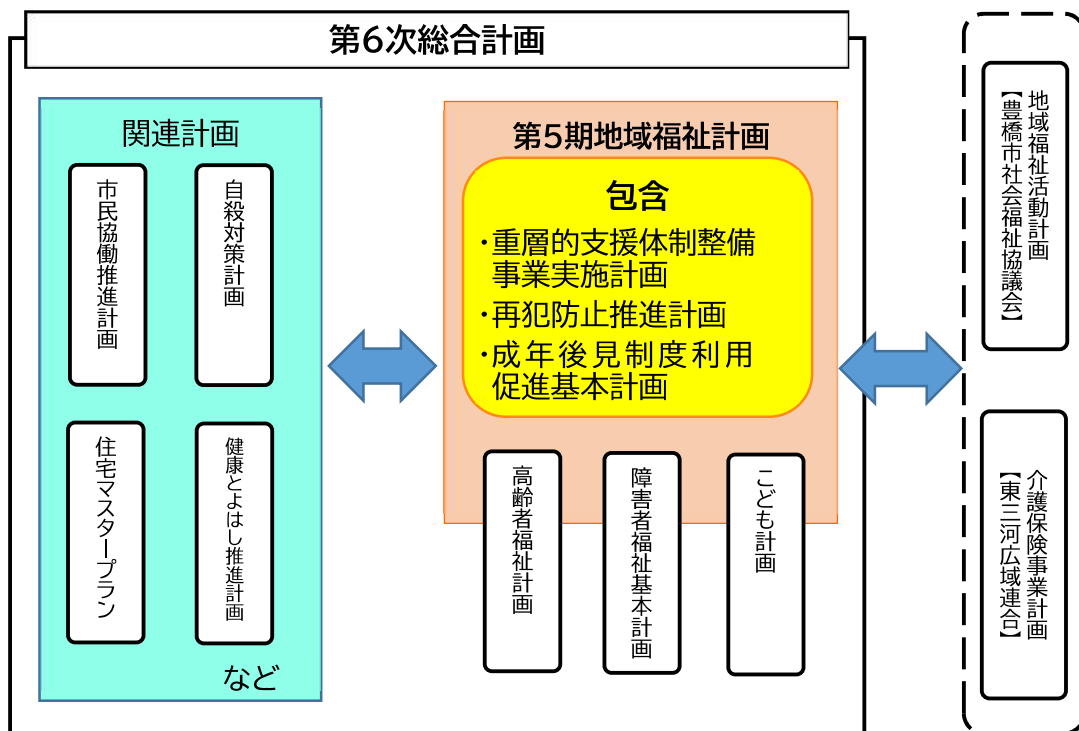 第6次総合計画
関連計画
市民協働推進計画
自殺対策計画
住宅マスタープラン
健康とよはし推進計画
など
第5期地域福祉計画
包含
・重層的支援体制整備
事業実施計画
・再犯防止推進計画
・成年後見制度利用
促進基本計画
高齢者福祉計画
障害者福祉基本計画
こども計画
地域福祉活動計画
【豊橋市社会福祉協議会】
介護保険事業計画
【東三河広域連合】